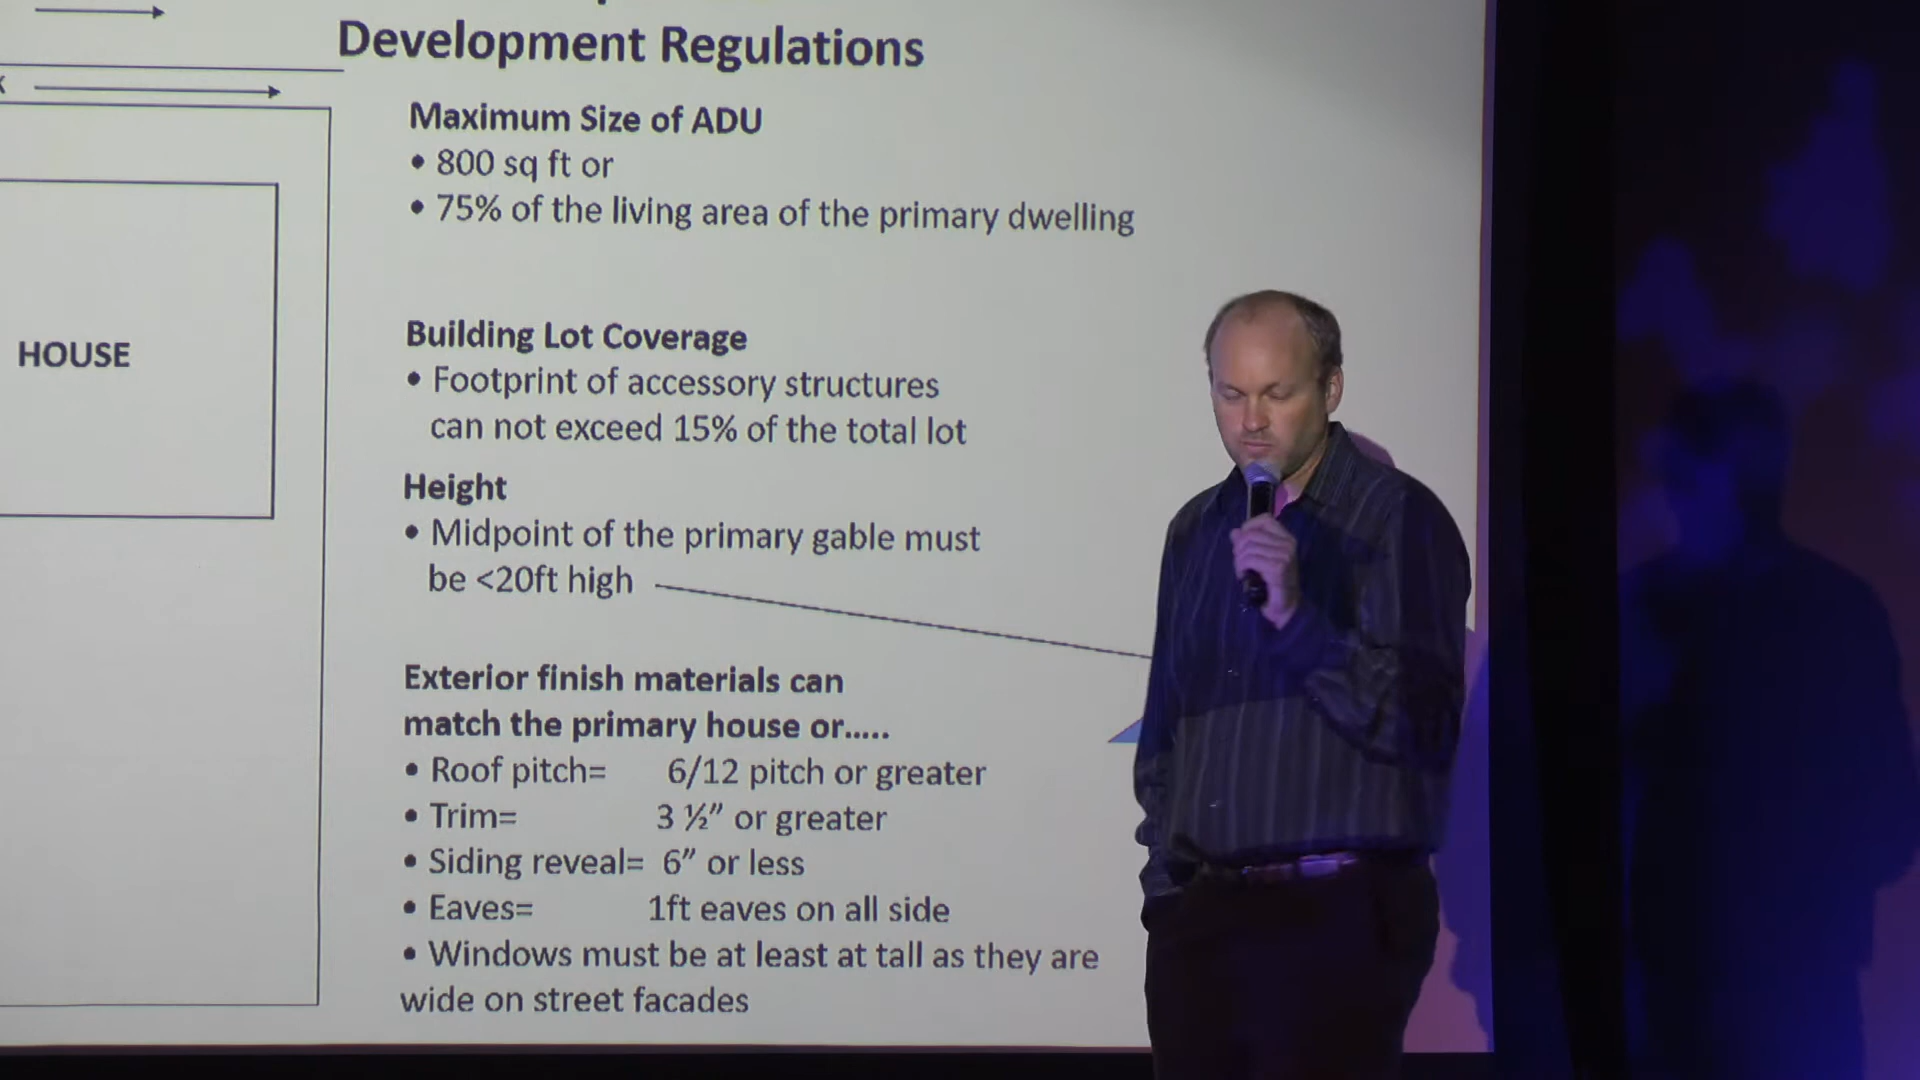 Development Regulations
Maximum Size of ADU
• 800 sq ft or
• 75% of the living area of the primary dwelling
HOUSE
Building Lot Coverage
• Footprint of accessory structures
can not exceed 15% of the total lot
Height
• Midpoint of the primary gable must
be <20ft high
Exterior finish materials can
match the primary house or.....
• Roof pitch= 6/12 pitch or greater
• Trim= 3 ½” or greater
• Siding reveal= 6” or less
• Eaves= 1ft eaves on all side
• Windows must be at least at tall as they are
wide on street facades